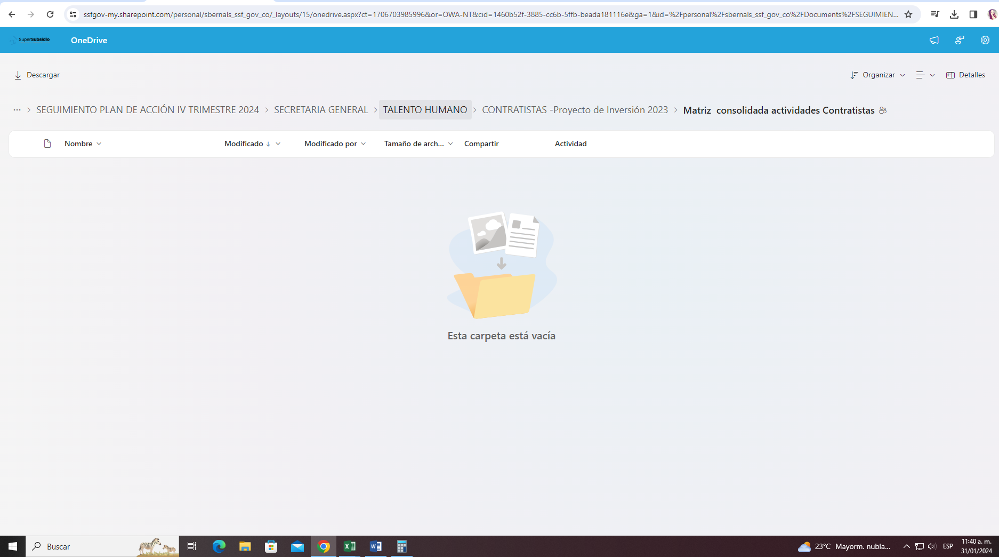 ssfgov-my.sharepoint.com/personal/sbernals_ssf_gov_co/_layouts/15/onedrive.aspx?ct=1706703985996&or=OWA-NT&cid=1460b52f-3885-cc6b-5ffb-beada181116e&ga=1&id=%2Fpersonal%2Fsbernals_ssf_gov_co%2FDocuments%2FSEGUIMIEN...
SuperSubsidio OneDrive
Descargar Organizar Detalles
... > SEGUIMIENTO PLAN DE ACCIÓN IV TRIMESTRE 2024 > SECRETARIA GENERAL > TALENTO HUMANO > CONTRATISTAS -Proyecto de Inversión 2023 > Matriz consolidada actividades Contratistas
Nombre Modificado Modificado por Tamaño de arch... Compartir Actividad
Esta carpeta está vacía
Buscar 23°C Mayorm. nubla... ESP 11:40 a. m.
31/01/2024